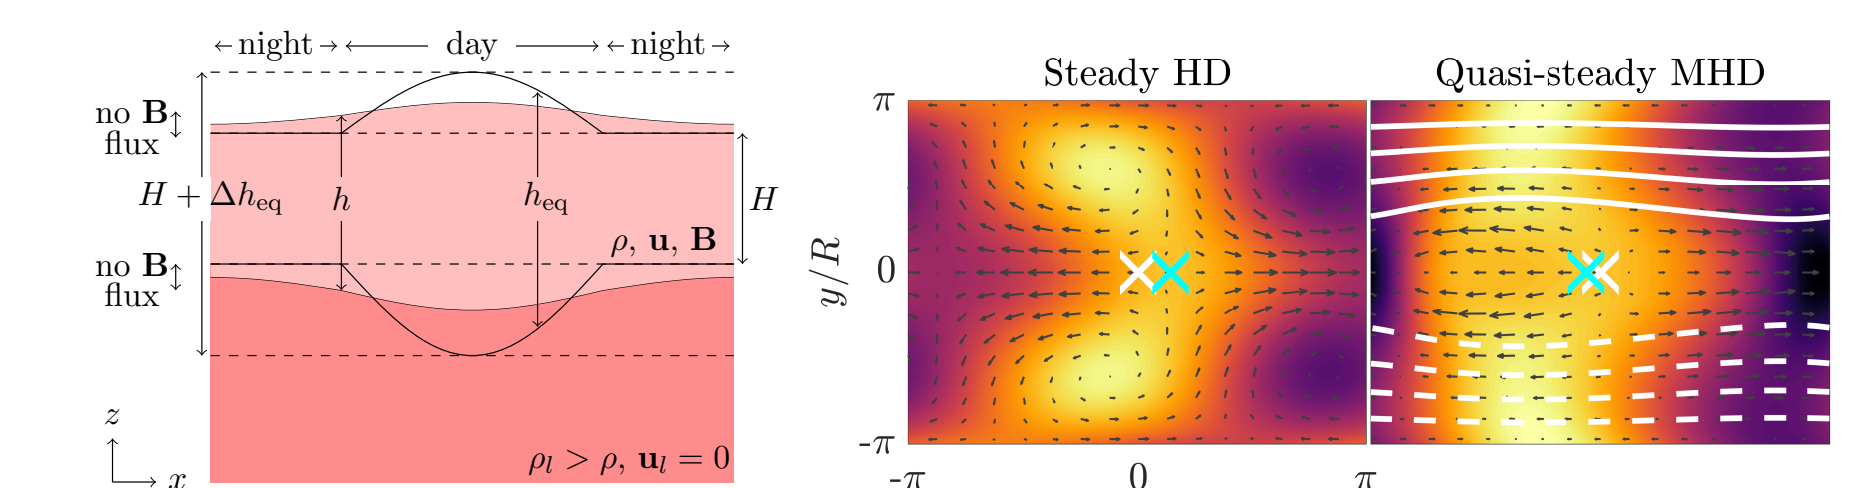 night day night
no B
flux
H + Δh_eq
h
h_eq
H
ρ, u, B
no B
flux
z
x
ρ_l > ρ, u_l = 0
Steady HD
Quasi-steady MHD
π
y/R
0
-π
-π
0
π